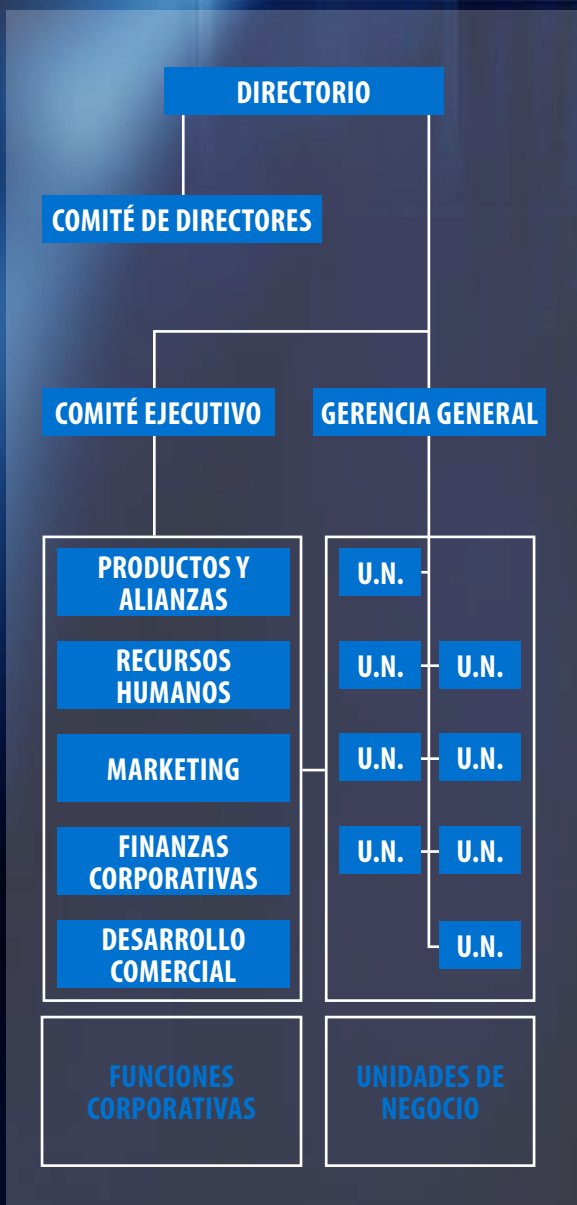 DIRECTORIO
COMITÉ DE DIRECTORES
COMITÉ EJECUTIVO
GERENCIA GENERAL
PRODUCTOS Y
ALIANZAS
RECURSOS
HUMANOS
MARKETING
FINANZAS
CORPORATIVAS
DESARROLLO
COMERCIAL
U.N.
U.N.
U.N.
U.N.
U.N.
U.N.
U.N.
U.N.
FUNCIONES
CORPORATIVAS
UNIDADES DE
NEGOCIO